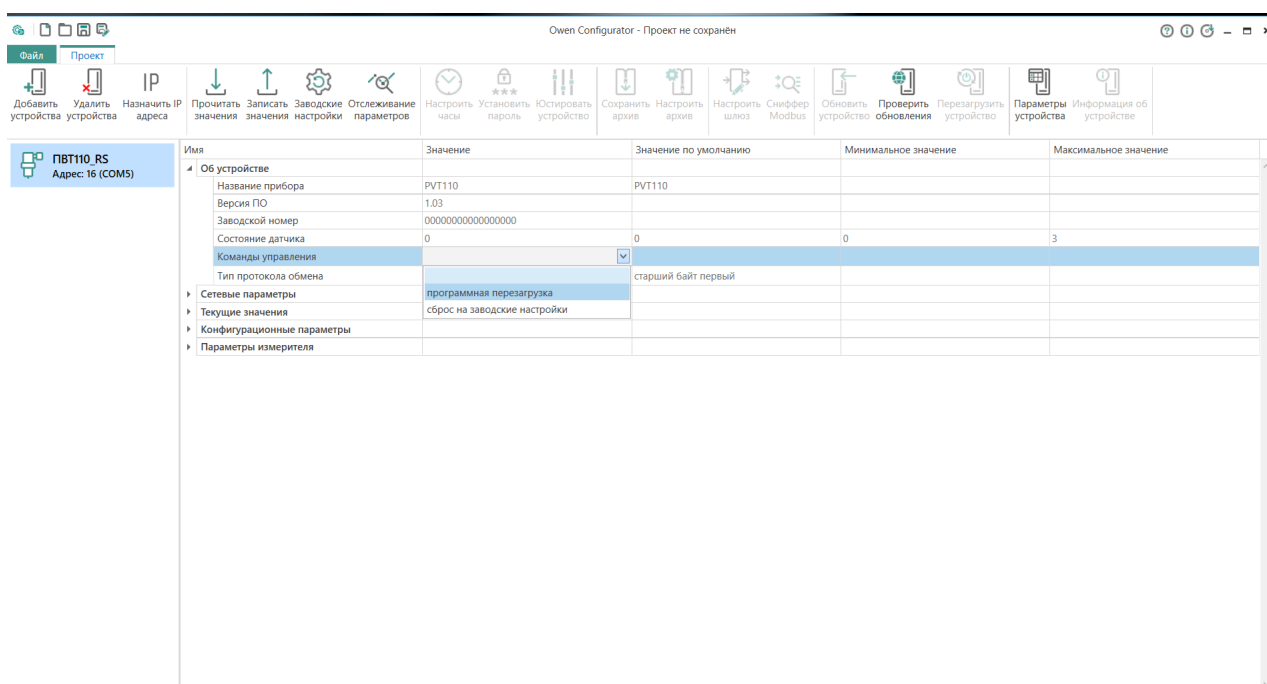 Owen Configurator - Проект не сохранён
Файл Проект
IP
Добавить устройства Удалить устройства Назначить IP адреса Прочитать значения Записать значения Заводские настройки Отслеживание параметров Настроить часы Установить пароль Юстировать устройство Сохранить архив Настроить архив Настроить шлюз Сниффер Modbus Обновить устройство Проверить обновления Перезагрузить устройство Параметры устройства Информация об устройстве
ПВТ110_RS
Адрес: 16 (COM5)
Имя Значение Значение по умолчанию Минимальное значение Максимальное значение
Об устройстве
Название прибора PVT110 PVT110
Версия ПО 1.03
Заводской номер 00000000000000000
Состояние датчика 0 0 0 3
Команды управления
Тип протокола обмена старший байт первый
программная перезагрузка
сброс на заводские настройки
Сетевые параметры
Текущие значения
Конфигурационные параметры
Параметры измерителя